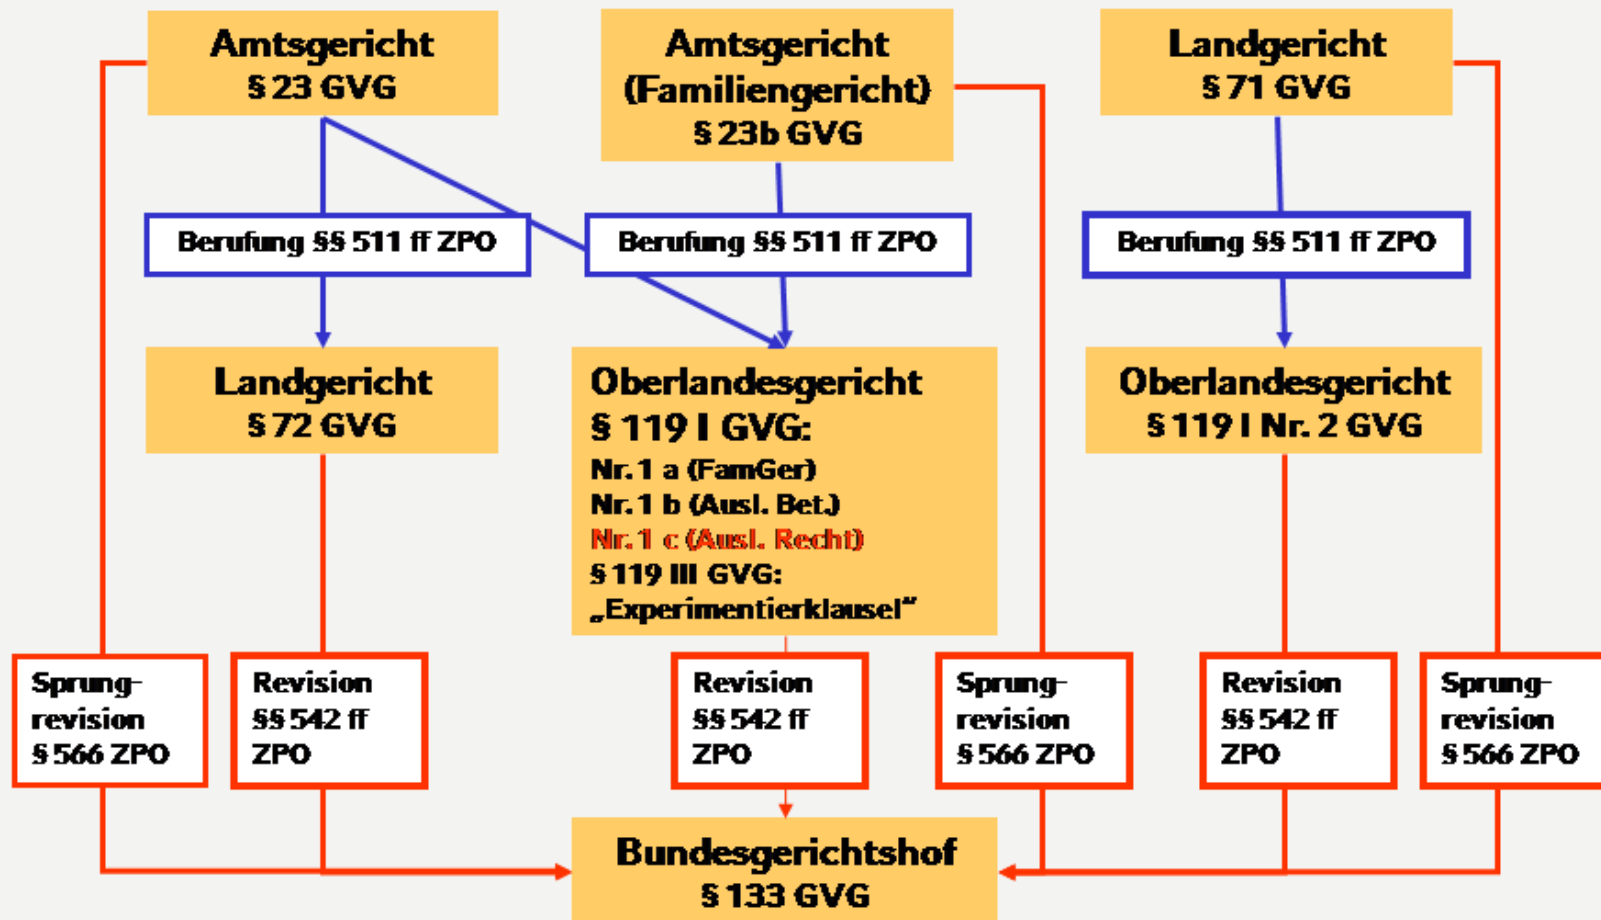 Amtsgericht
§ 23 GVG
Amtsgericht
(Familiengericht)
§ 23b GVG
Landgericht
§ 71 GVG
Berufung §§ 511 ff ZPO
Berufung §§ 511 ff ZPO
Berufung §§ 511 ff ZPO
Landgericht
§ 72 GVG
Oberlandesgericht
§ 119 I GVG:
Nr. 1 a (FamGer)
Nr. 1 b (Ausl. Bet.)
Nr. 1 c (Ausl. Recht)
§ 119 III GVG:
„Experimentierklausel“
Oberlandesgericht
§ 119 I Nr. 2 GVG
Sprung-
revision
§ 566 ZPO
Revision
§§ 542 ff
ZPO
Revision
§§ 542 ff
ZPO
Sprung-
revision
§ 566 ZPO
Revision
§§ 542 ff
ZPO
Sprung-
revision
§ 566 ZPO
Bundesgerichtshof
§ 133 GVG